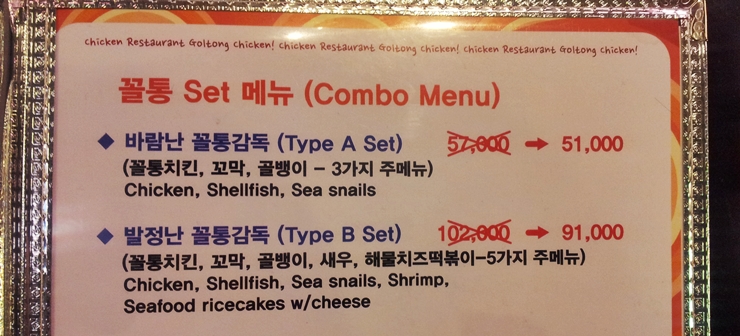 Chicken Restaurant Goltong Chicken! Chicken Restaurant Goltong Chicken! Chicken Restaurant Goltong Chicken!
꼴통 Set 메뉴 (Combo Menu)
◆ 바람난 꼴통감독 (Type A Set) 57,000 → 51,000
(꼴통치킨, 꼬막, 골뱅이 - 3가지 주메뉴)
Chicken, Shellfish, Sea snails
◆ 발정난 꼴통감독 (Type B Set) 102,000 → 91,000
(꼴통치킨, 꼬막, 골뱅이, 새우, 해물치즈떡볶이-5가지 주메뉴)
Chicken, Shellfish, Sea snails, Shrimp,
Seafood ricecakes w/cheese